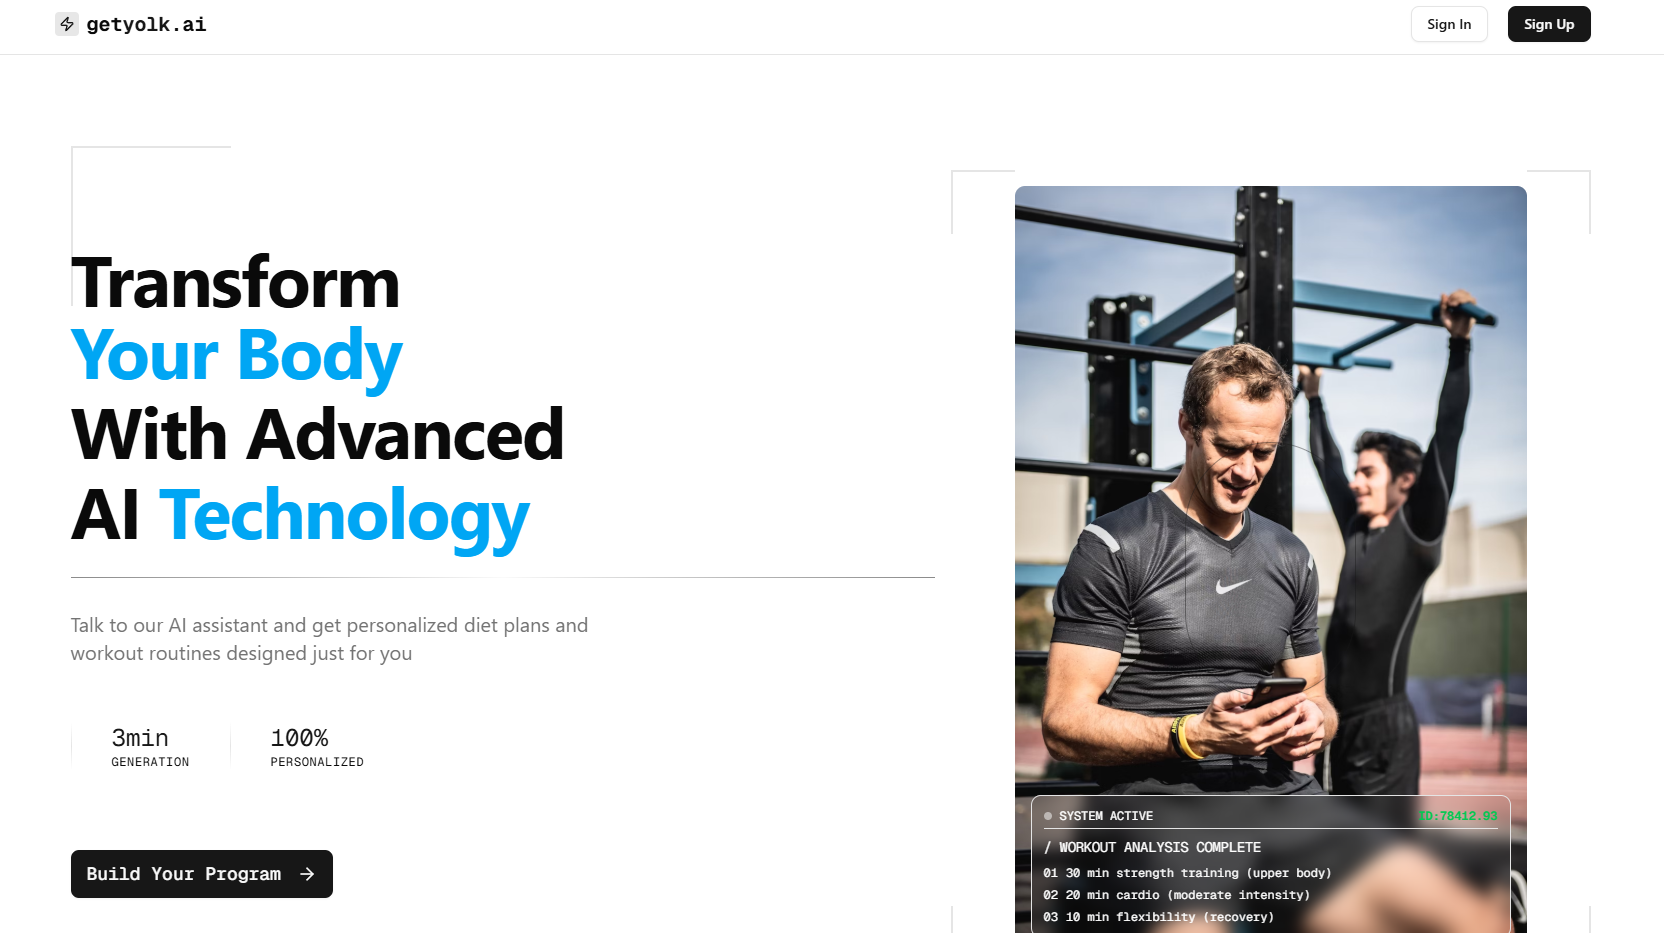 getyolk.ai
Sign In
Sign Up
Transform
Your Body
With Advanced
AI Technology
Talk to our AI assistant and get personalized diet plans and
workout routines designed just for you
3min
GENERATION
100%
PERSONALIZED
Build Your Program
SYSTEM ACTIVE
ID:78412.93
/ WORKOUT ANALYSIS COMPLETE
01 30 min strength training (upper body)
02 20 min cardio (moderate intensity)
03 10 min flexibility (recovery)